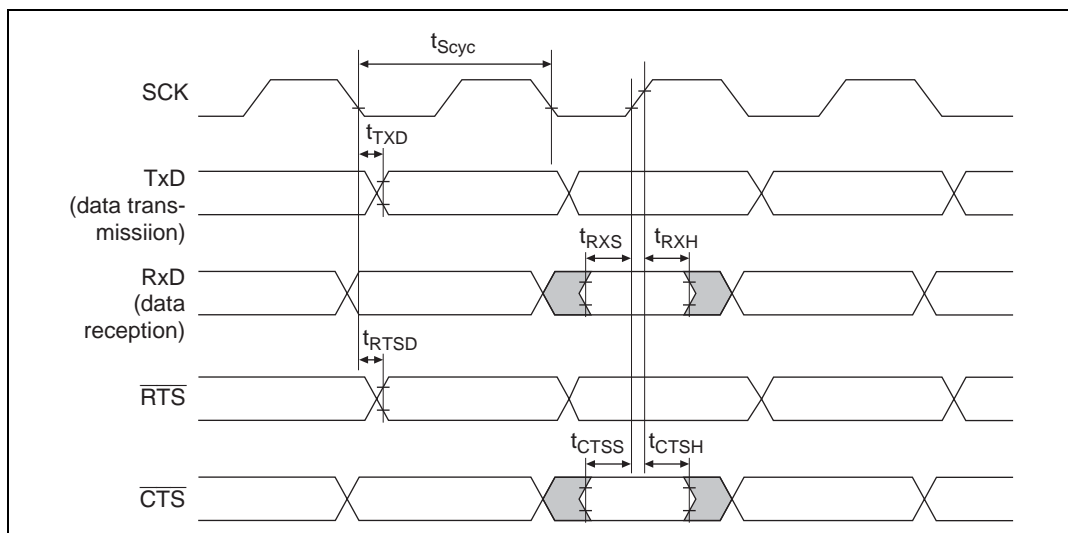 tScyc
SCK
tTXD
TxD
(data trans-
missiion)
tRXS
tRXH
RxD
(data
reception)
tRTSD
RTS
tCTSS
tCTSH
CTS